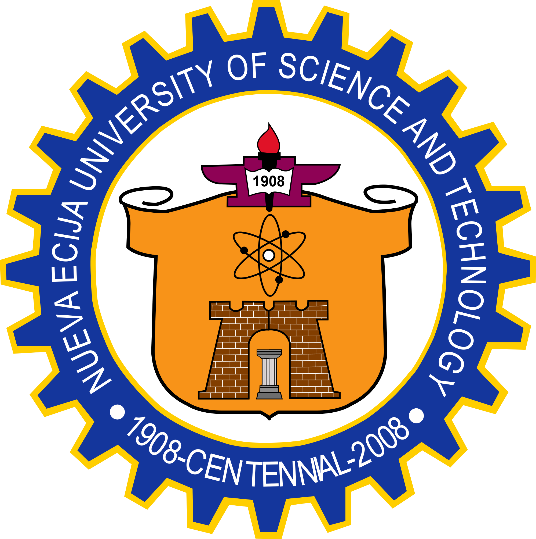 NUEVA ECIJA UNIVERSITY OF SCIENCE AND TECHNOLOGY
1908
1908-CENTENNIAL-2008